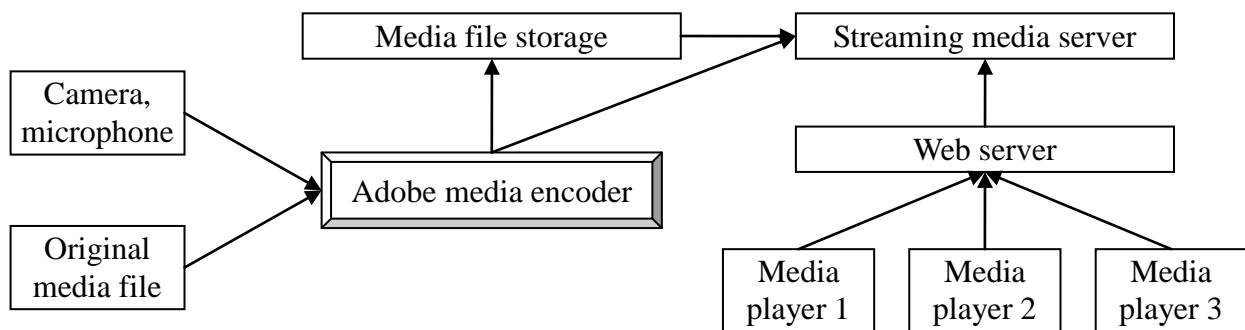 Media file storage
Streaming media server
Camera,
microphone
Web server
Adobe media encoder
Original
media file
Media
player 1
Media
player 2
Media
player 3